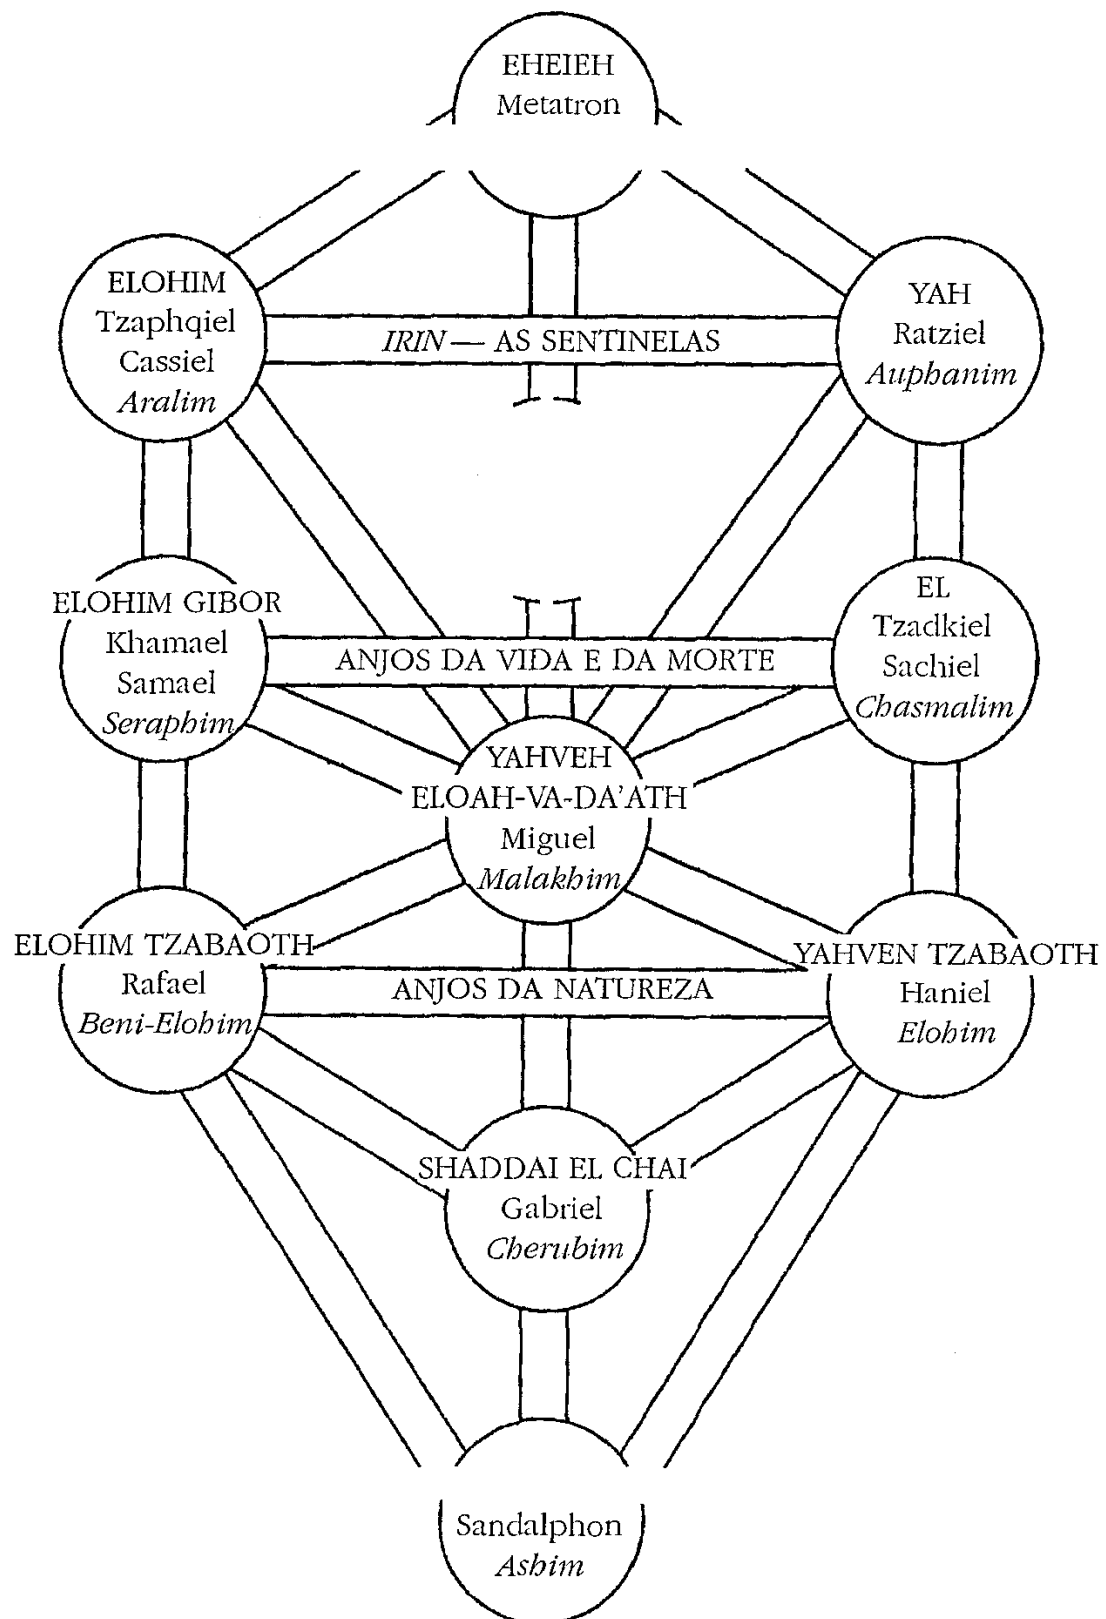 EHEIEH
Metatron
ELOHIM
Tzaphqiel
Cassiel
Aralim
IRIN — AS SENTINELAS
YAH
Ratziel
Auphanim
ELOHIM GIBOR
Khamael
Samael
Seraphim
ANJOS DA VIDA E DA MORTE
EL
Tzadkiel
Sachiel
Chasmalim
YAHVEH
ELOAH-VA-DA'ATH
Miguel
Malakhim
ELOHIM TZABAOTH
Rafael
Beni-Elohim
ANJOS DA NATUREZA
YAHVEN TZABAOTH
Haniel
Elohim
SHADDAI EL CHAI
Gabriel
Cherubim
Sandalphon
Ashim